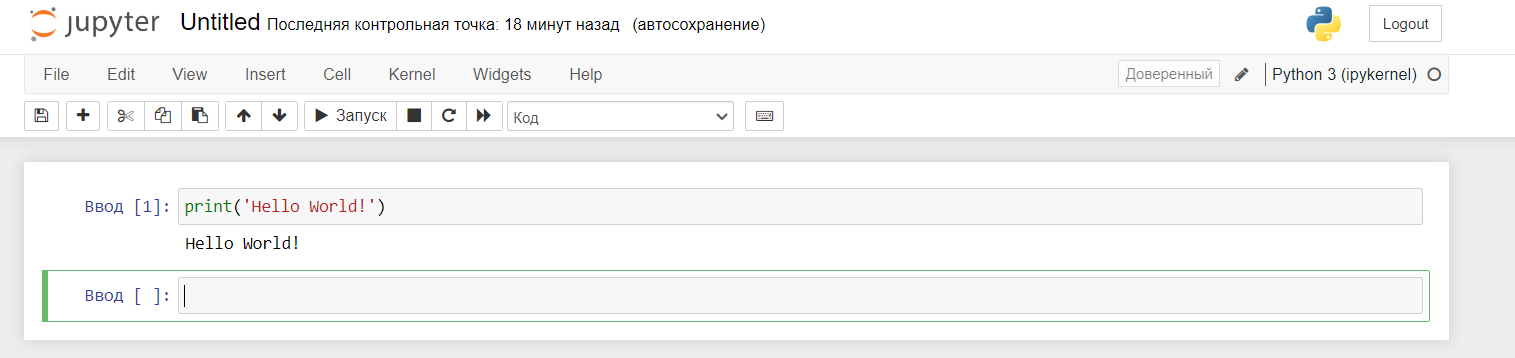 jupyter Untitled Последняя контрольная точка: 18 минут назад (автосохранение) Logout
File Edit View Insert Cell Kernel Widgets Help Доверенный Python 3 (ipykernel)
Запуск Код
Ввод [1]: print('Hello World!')
Hello World!
Ввод [ ]: